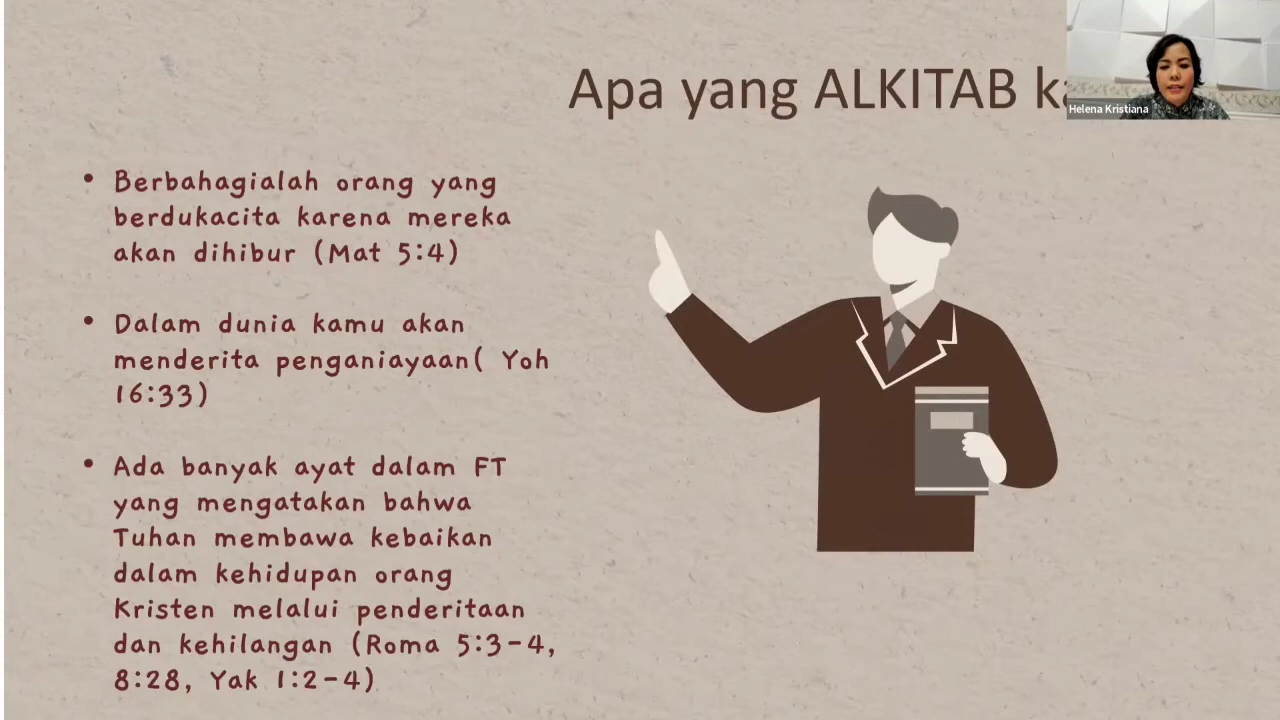 Apa yang ALKITAB
Helena Kristiana
• Berbahagialah orang yang
berdukacita karena mereka
akan dihibur (Mat 5:4)
• Dalam dunia kamu akan
menderita penganiayaan( Yoh
16:33)
• Ada banyak ayat dalam FT
yang mengatakan bahwa
Tuhan membawa kebaikan
dalam kehidupan orang
Kristen melalui penderitaan
dan kehilangan (Roma 5:3-4,
8:28, Yak 1:2-4)